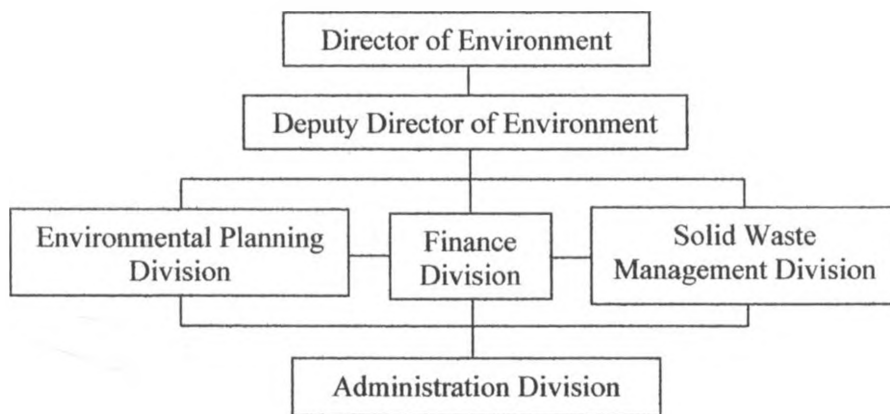 Director of Environment
Deputy Director of Environment
Environmental Planning
Division
Finance
Division
Solid Waste
Management Division
Administration Division